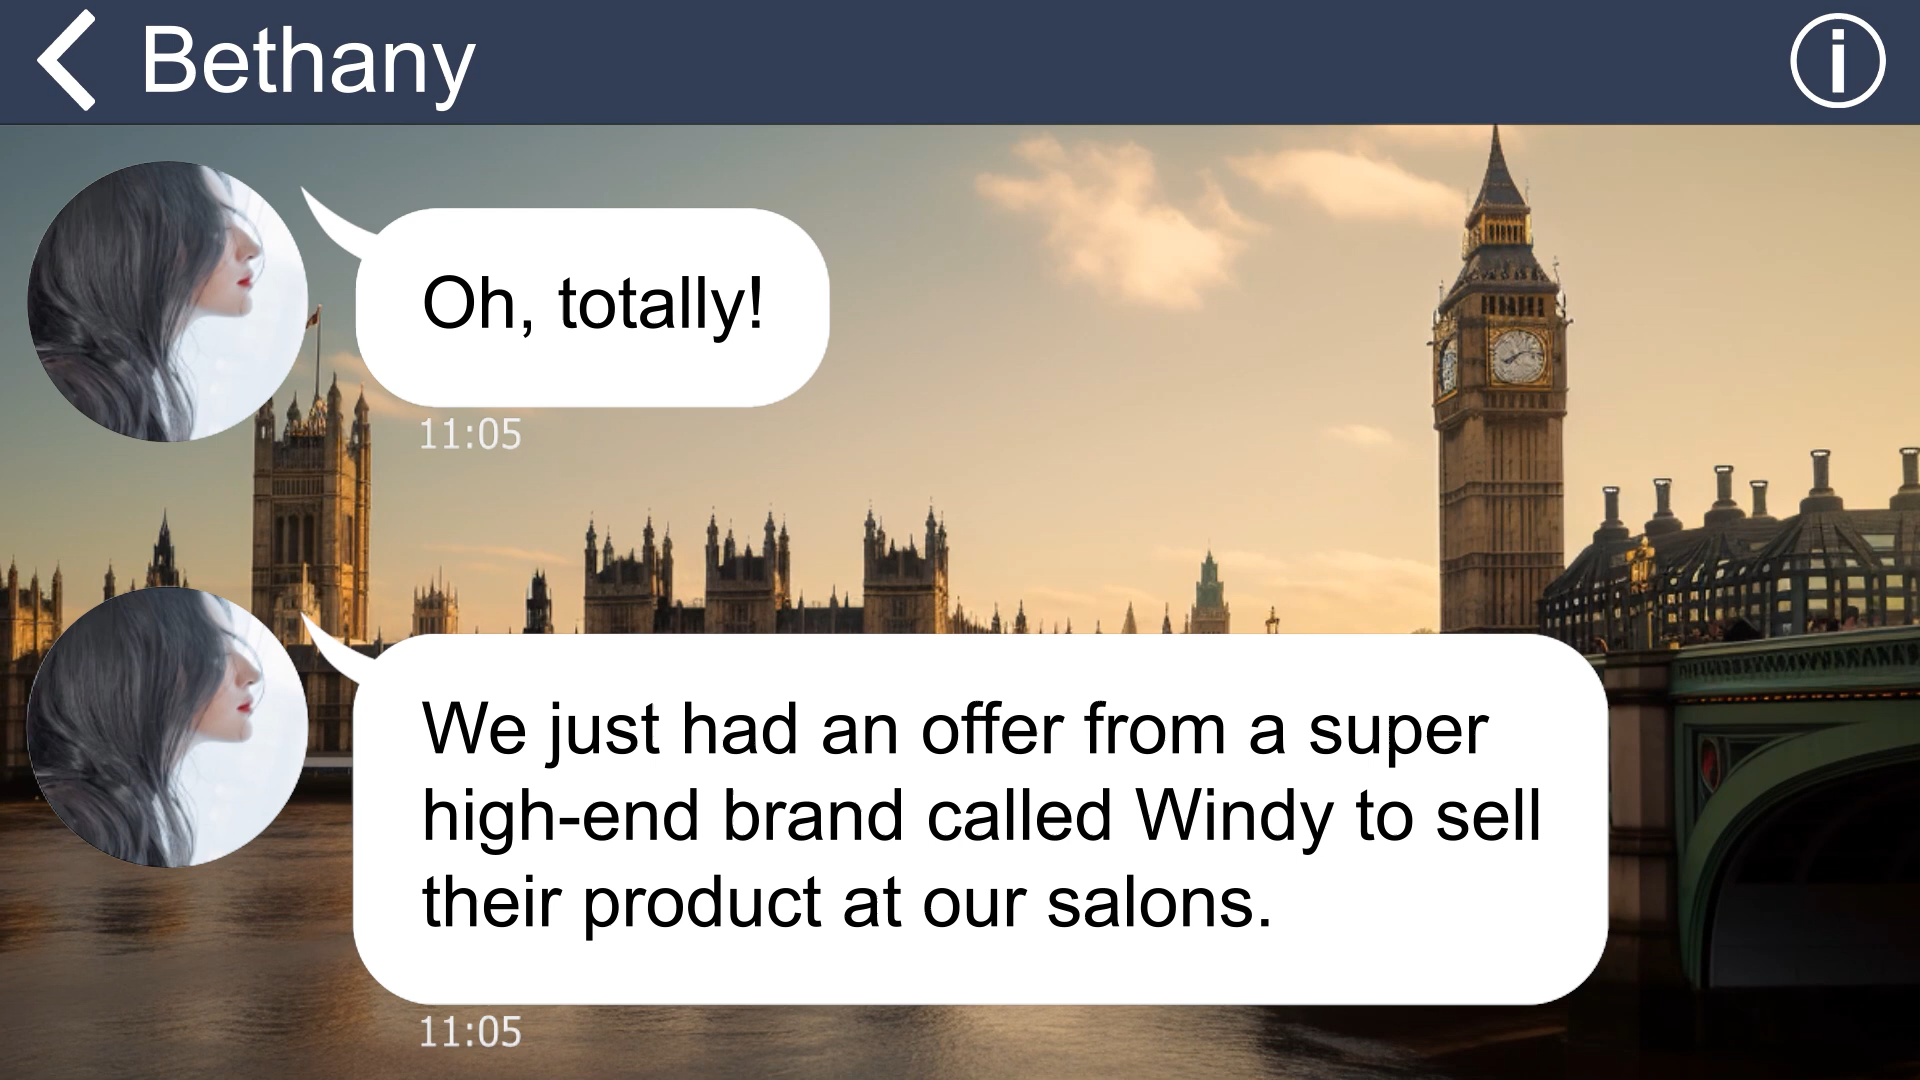 Bethany
Oh, totally!
11:05
We just had an offer from a super
high-end brand called Windy to sell
their product at our salons.
11:05